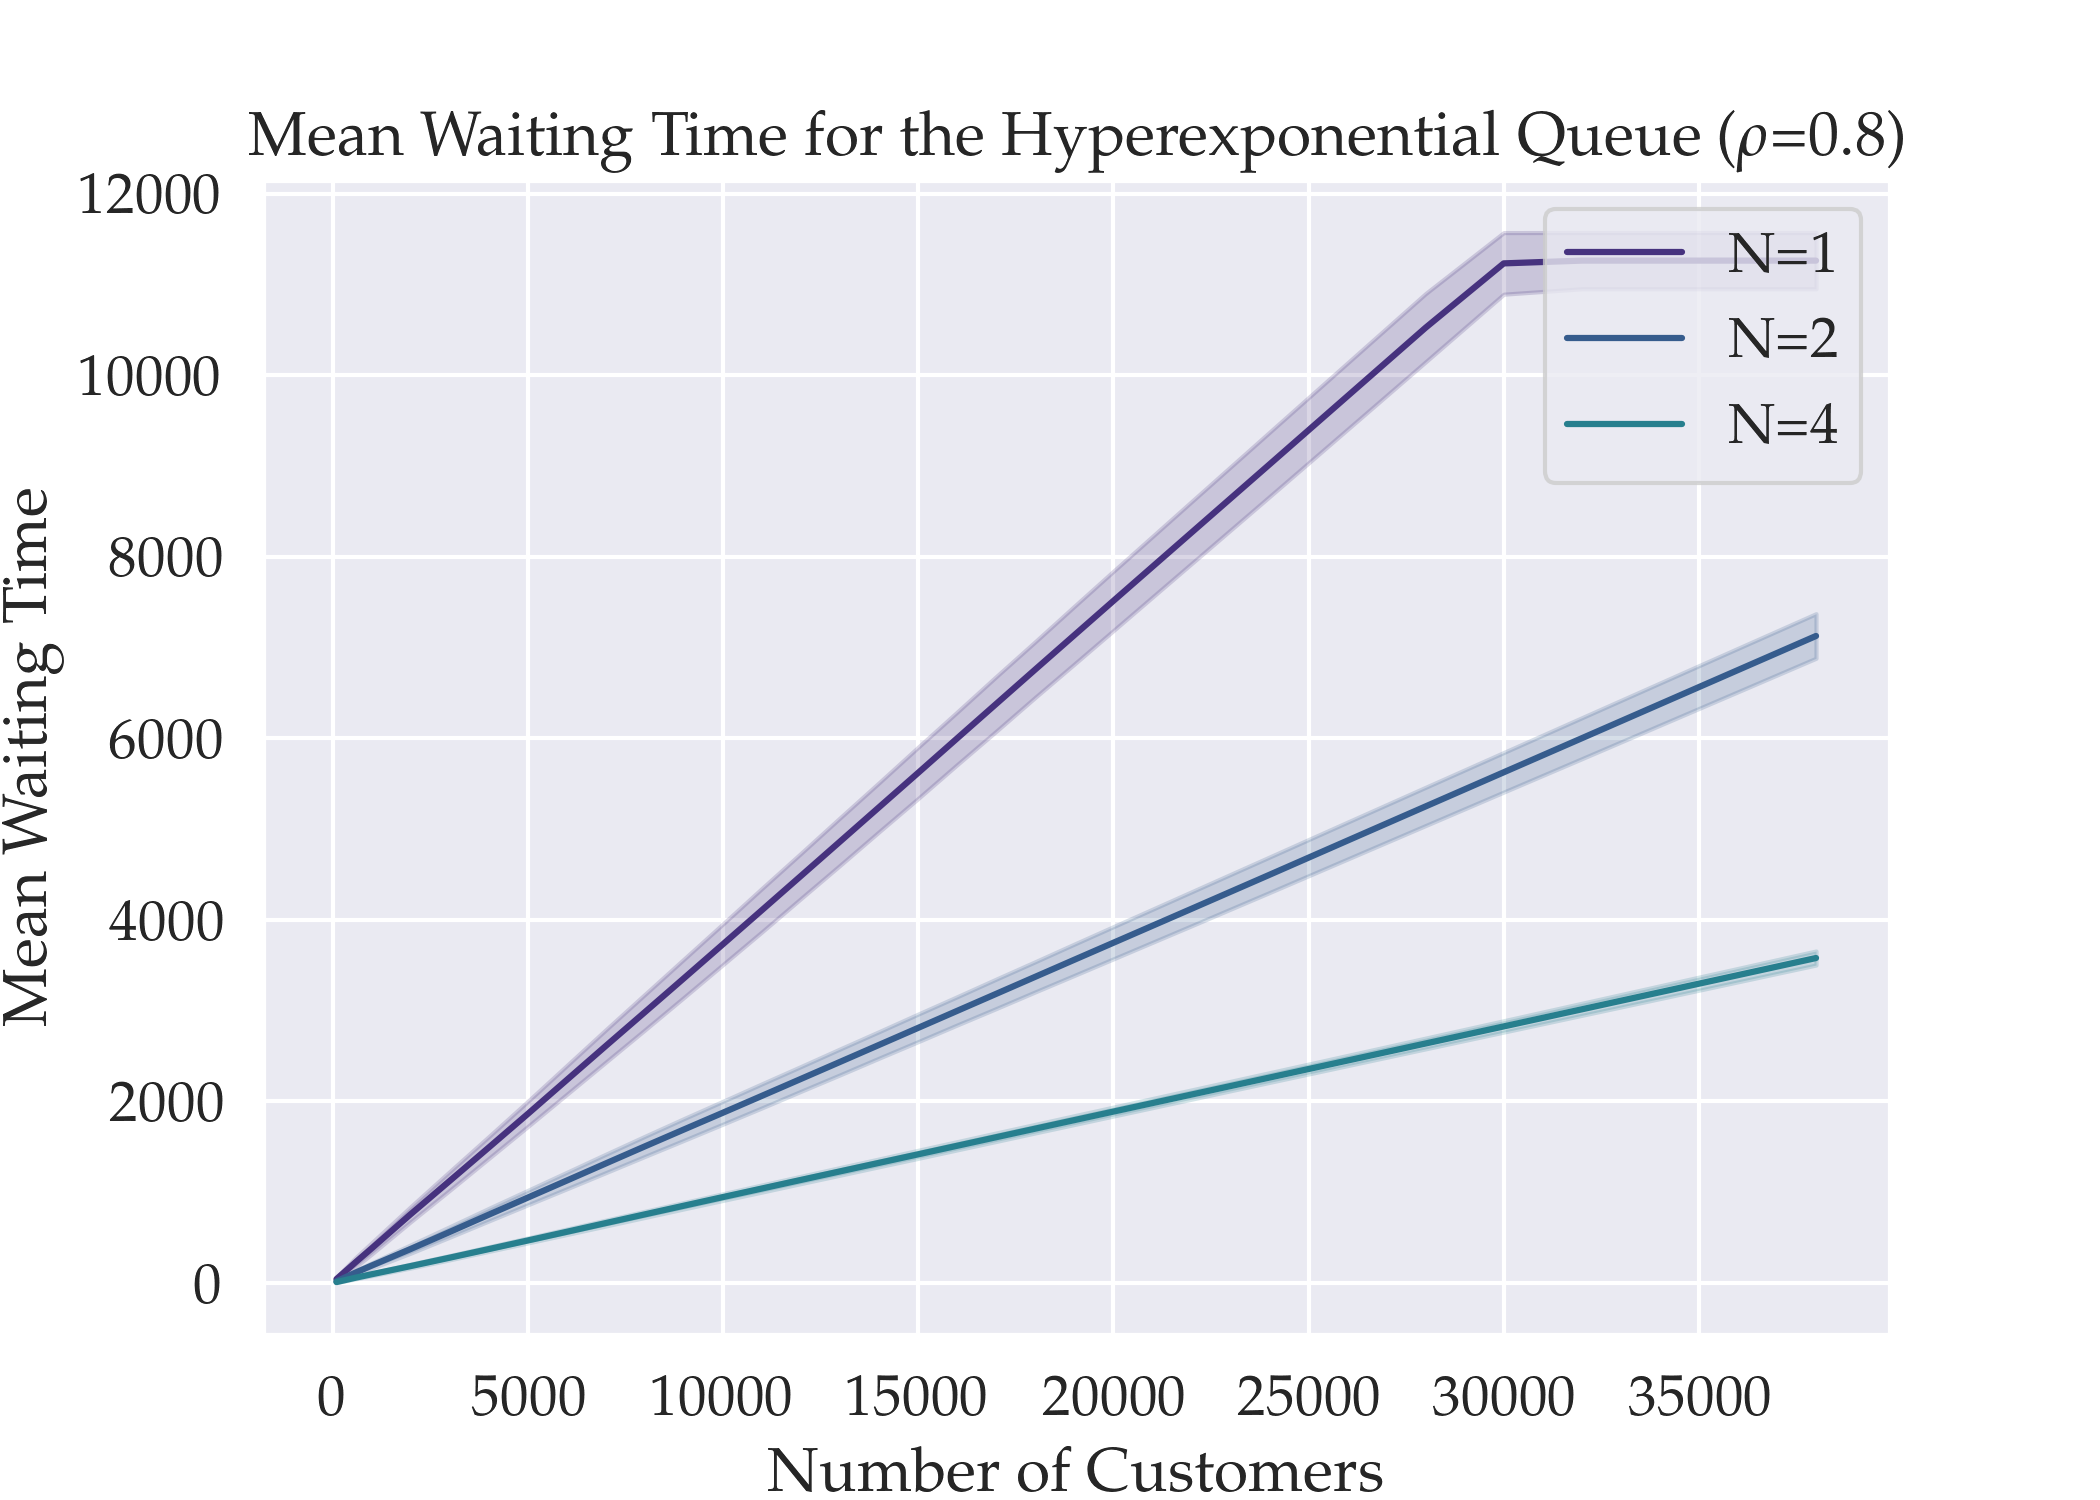 Mean Waiting Time for the Hyperexponential Queue (ρ=0.8)
12000
10000
8000
6000
4000
2000
0
Mean Waiting Time
N=1
N=2
N=4
0 5000 10000 15000 20000 25000 30000 35000
Number of Customers